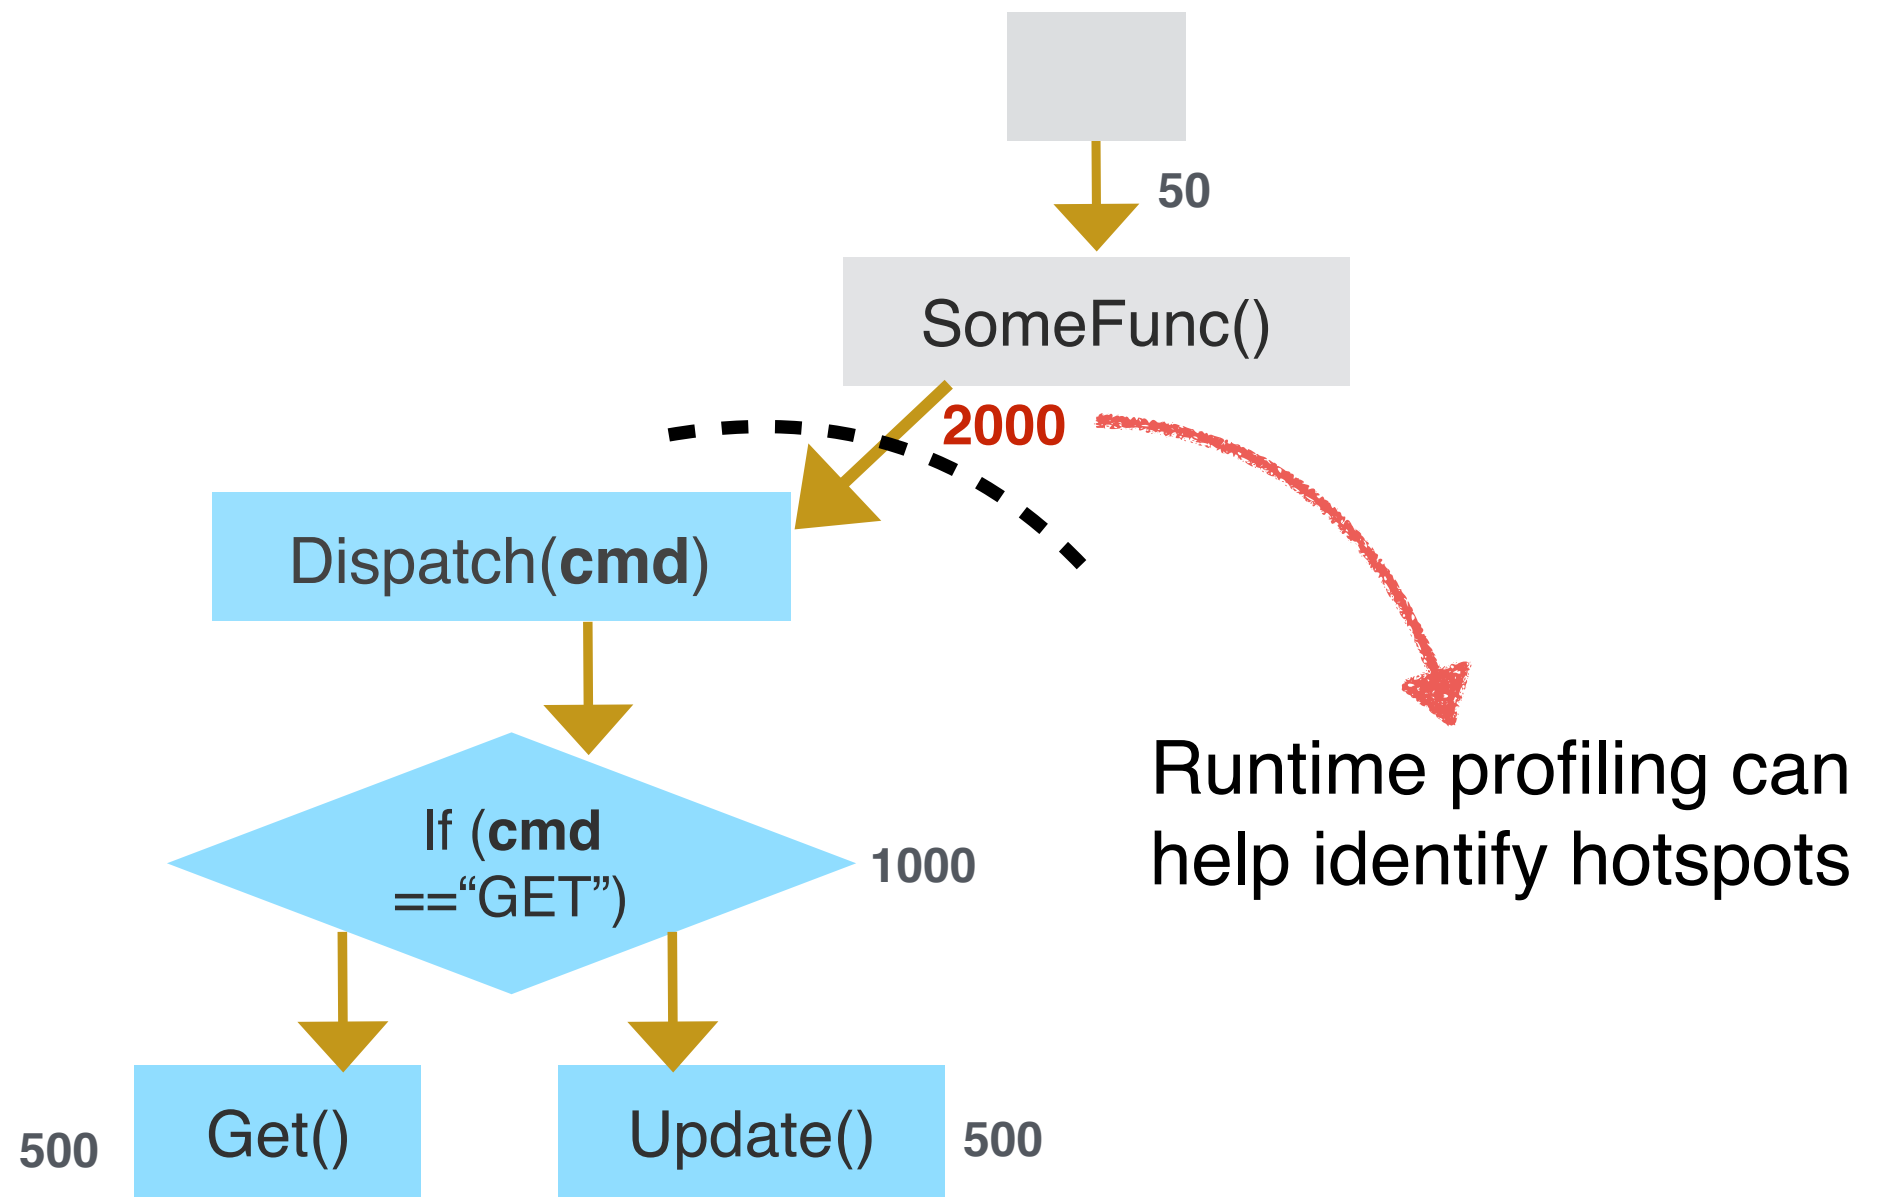 50
SomeFunc()
2000
Dispatch(cmd)
If (cmd
==“GET”)
1000
Runtime profiling can
help identify hotspots
500
Get()
Update()
500